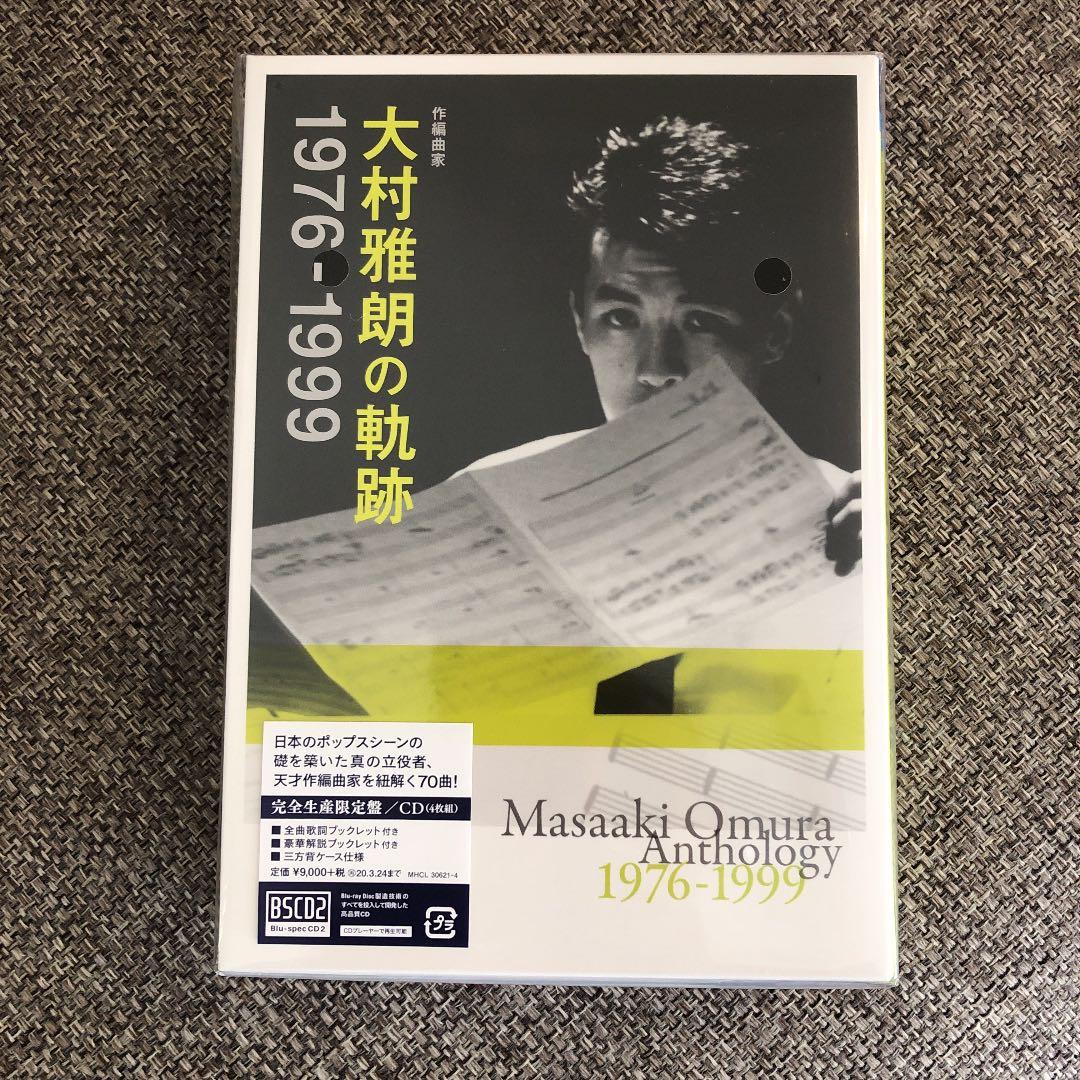 作編曲家
大村雅朗の軌跡
1976-1999
日本のポップスシーンの
礎を築いた真の立役者、
天才作編曲家を紐解く70曲!
完全生産限定盤/CD(4枚組)
■ 全曲歌詞ブックレット付き
■ 豪華解説ブックレット付き
■ 三方背ケース仕様
定価 ¥9,000+税 Ⓗ20.3.24まで MHCL 30621-4
BSCD2
Blu-spec CD2
Blu-ray Disc製造技術の
すべてを投入して開発した
高品質CD
CDプレーヤーで再生可能
プラ
Masaaki Omura
Anthology
1976-1999